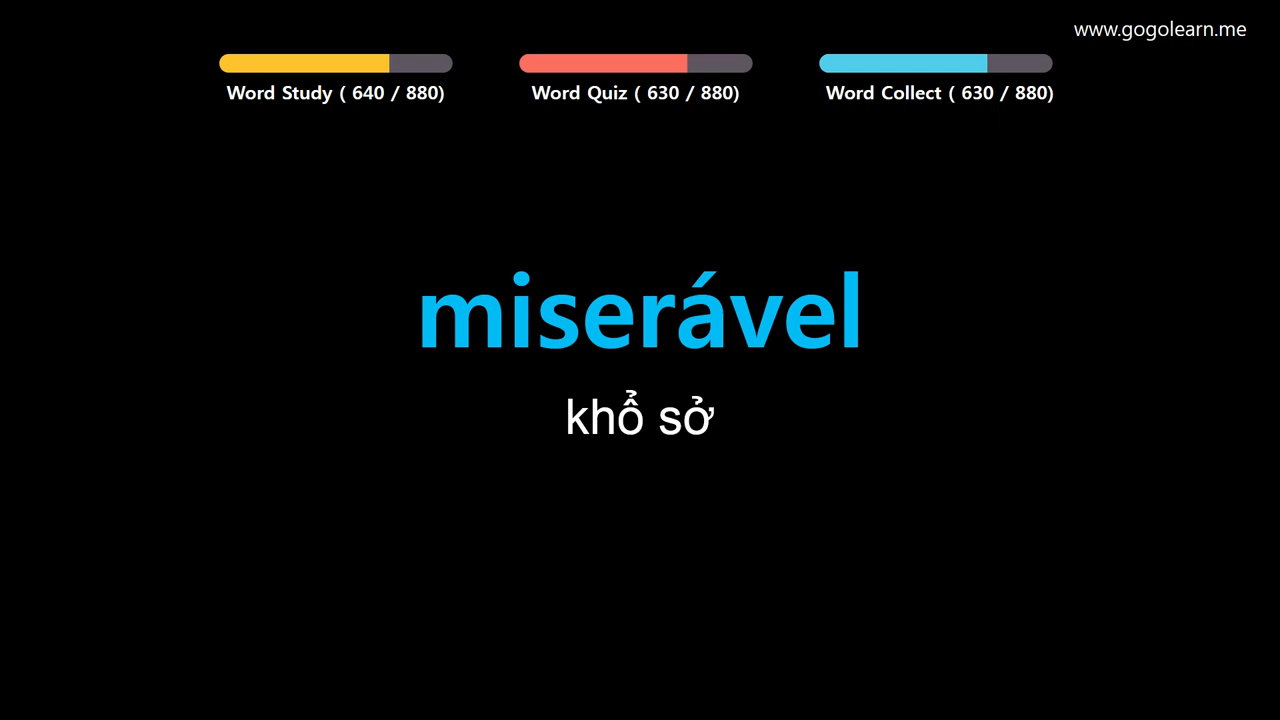 www.gogolearn.me
Word Study ( 640 / 880) Word Quiz ( 630 / 880) Word Collect ( 630 / 880)
miserável
khổ sở